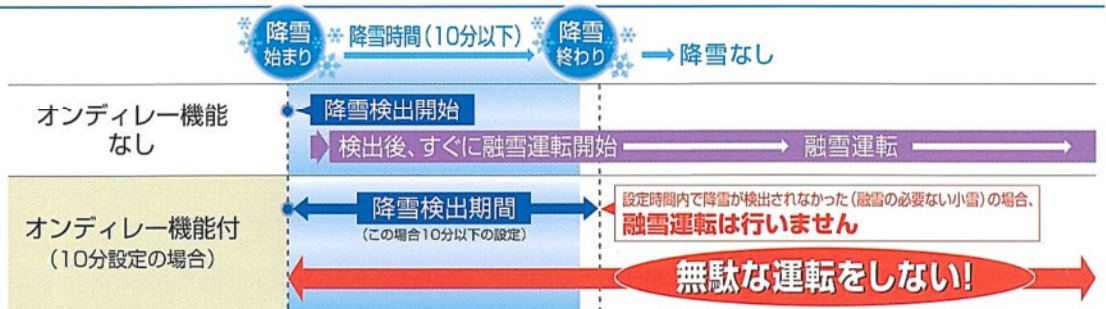 降雪
始まり
降雪時間(10分以下)
降雪
終わり
降雪なし
オンディレー機能
なし
降雪検出開始
検出後、すぐに融雪運転開始
融雪運転
オンディレー機能付
(10分設定の場合)
降雪検出期間
(この場合10分以下の設定)
設定時間内で降雪が検出されなかった(融雪の必要ない小雪)の場合、
融雪運転は行いません
無駄な運転をしない!